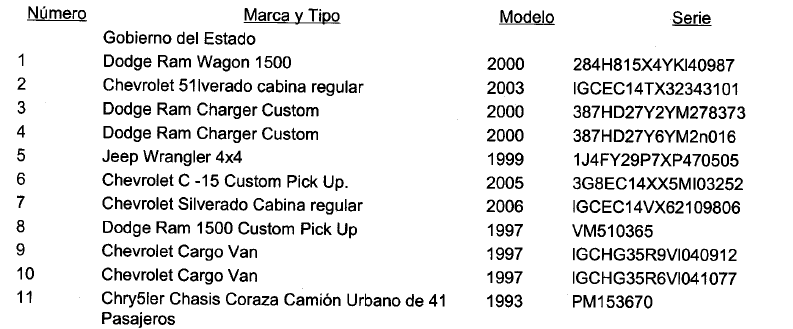 Número Marca y Tipo Modelo Serie
Gobierno del Estado
1 Dodge Ram Wagon 1500 2000 284H815X4YKI40987
2 Chevrolet 51lverado cabina regular 2003 IGCEC14TX32343101
3 Dodge Ram Charger Custom 2000 387HD27Y2YM278373
4 Dodge Ram Charger Custom 2000 387HD27Y6YM2n016
5 Jeep Wrangler 4x4 1999 1J4FY29P7XP470505
6 Chevrolet C -15 Custom Pick Up. 2005 3G8EC14XX5MI03252
7 Chevrolet Silverado Cabina regular 2006 IGCEC14VX62109806
8 Dodge Ram 1500 Custom Pick Up 1997 VM510365
9 Chevrolet Cargo Van 1997 IGCHG35R9VI040912
10 Chevrolet Cargo Van 1997 IGCHG35R6VI041077
11 Chry5ler Chasis Coraza Camión Urbano de 41 1993 PM153670
Pasajeros